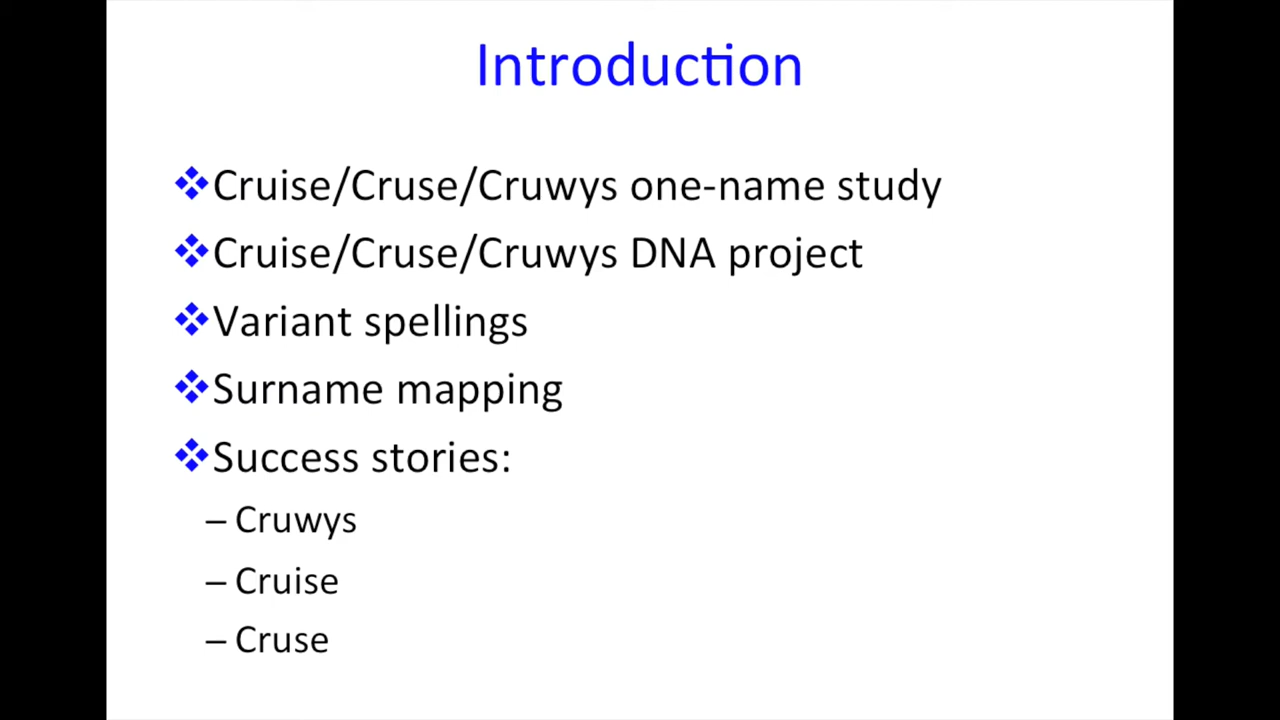 Introduction
❖Cruise/Cruse/Cruwys one-name study
❖Cruise/Cruse/Cruwys DNA project
❖Variant spellings
❖Surname mapping
❖Success stories:
– Cruwys
– Cruise
– Cruse